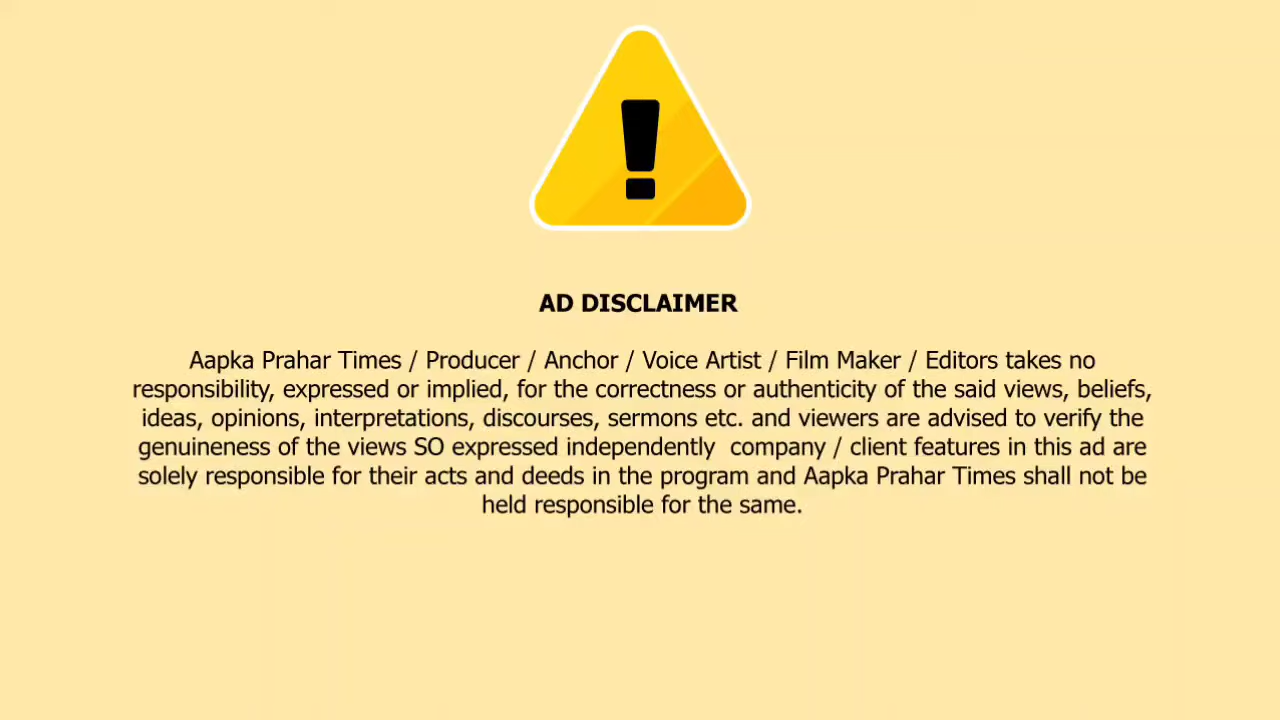 AD DISCLAIMER
Aapka Prahar Times / Producer / Anchor / Voice Artist / Film Maker / Editors takes no
responsibility, expressed or implied, for the correctness or authenticity of the said views, beliefs,
ideas, opinions, interpretations, discourses, sermons etc. and viewers are advised to verify the
genuineness of the views SO expressed independently  company / client features in this ad are
solely responsible for their acts and deeds in the program and Aapka Prahar Times shall not be
held responsible for the same.